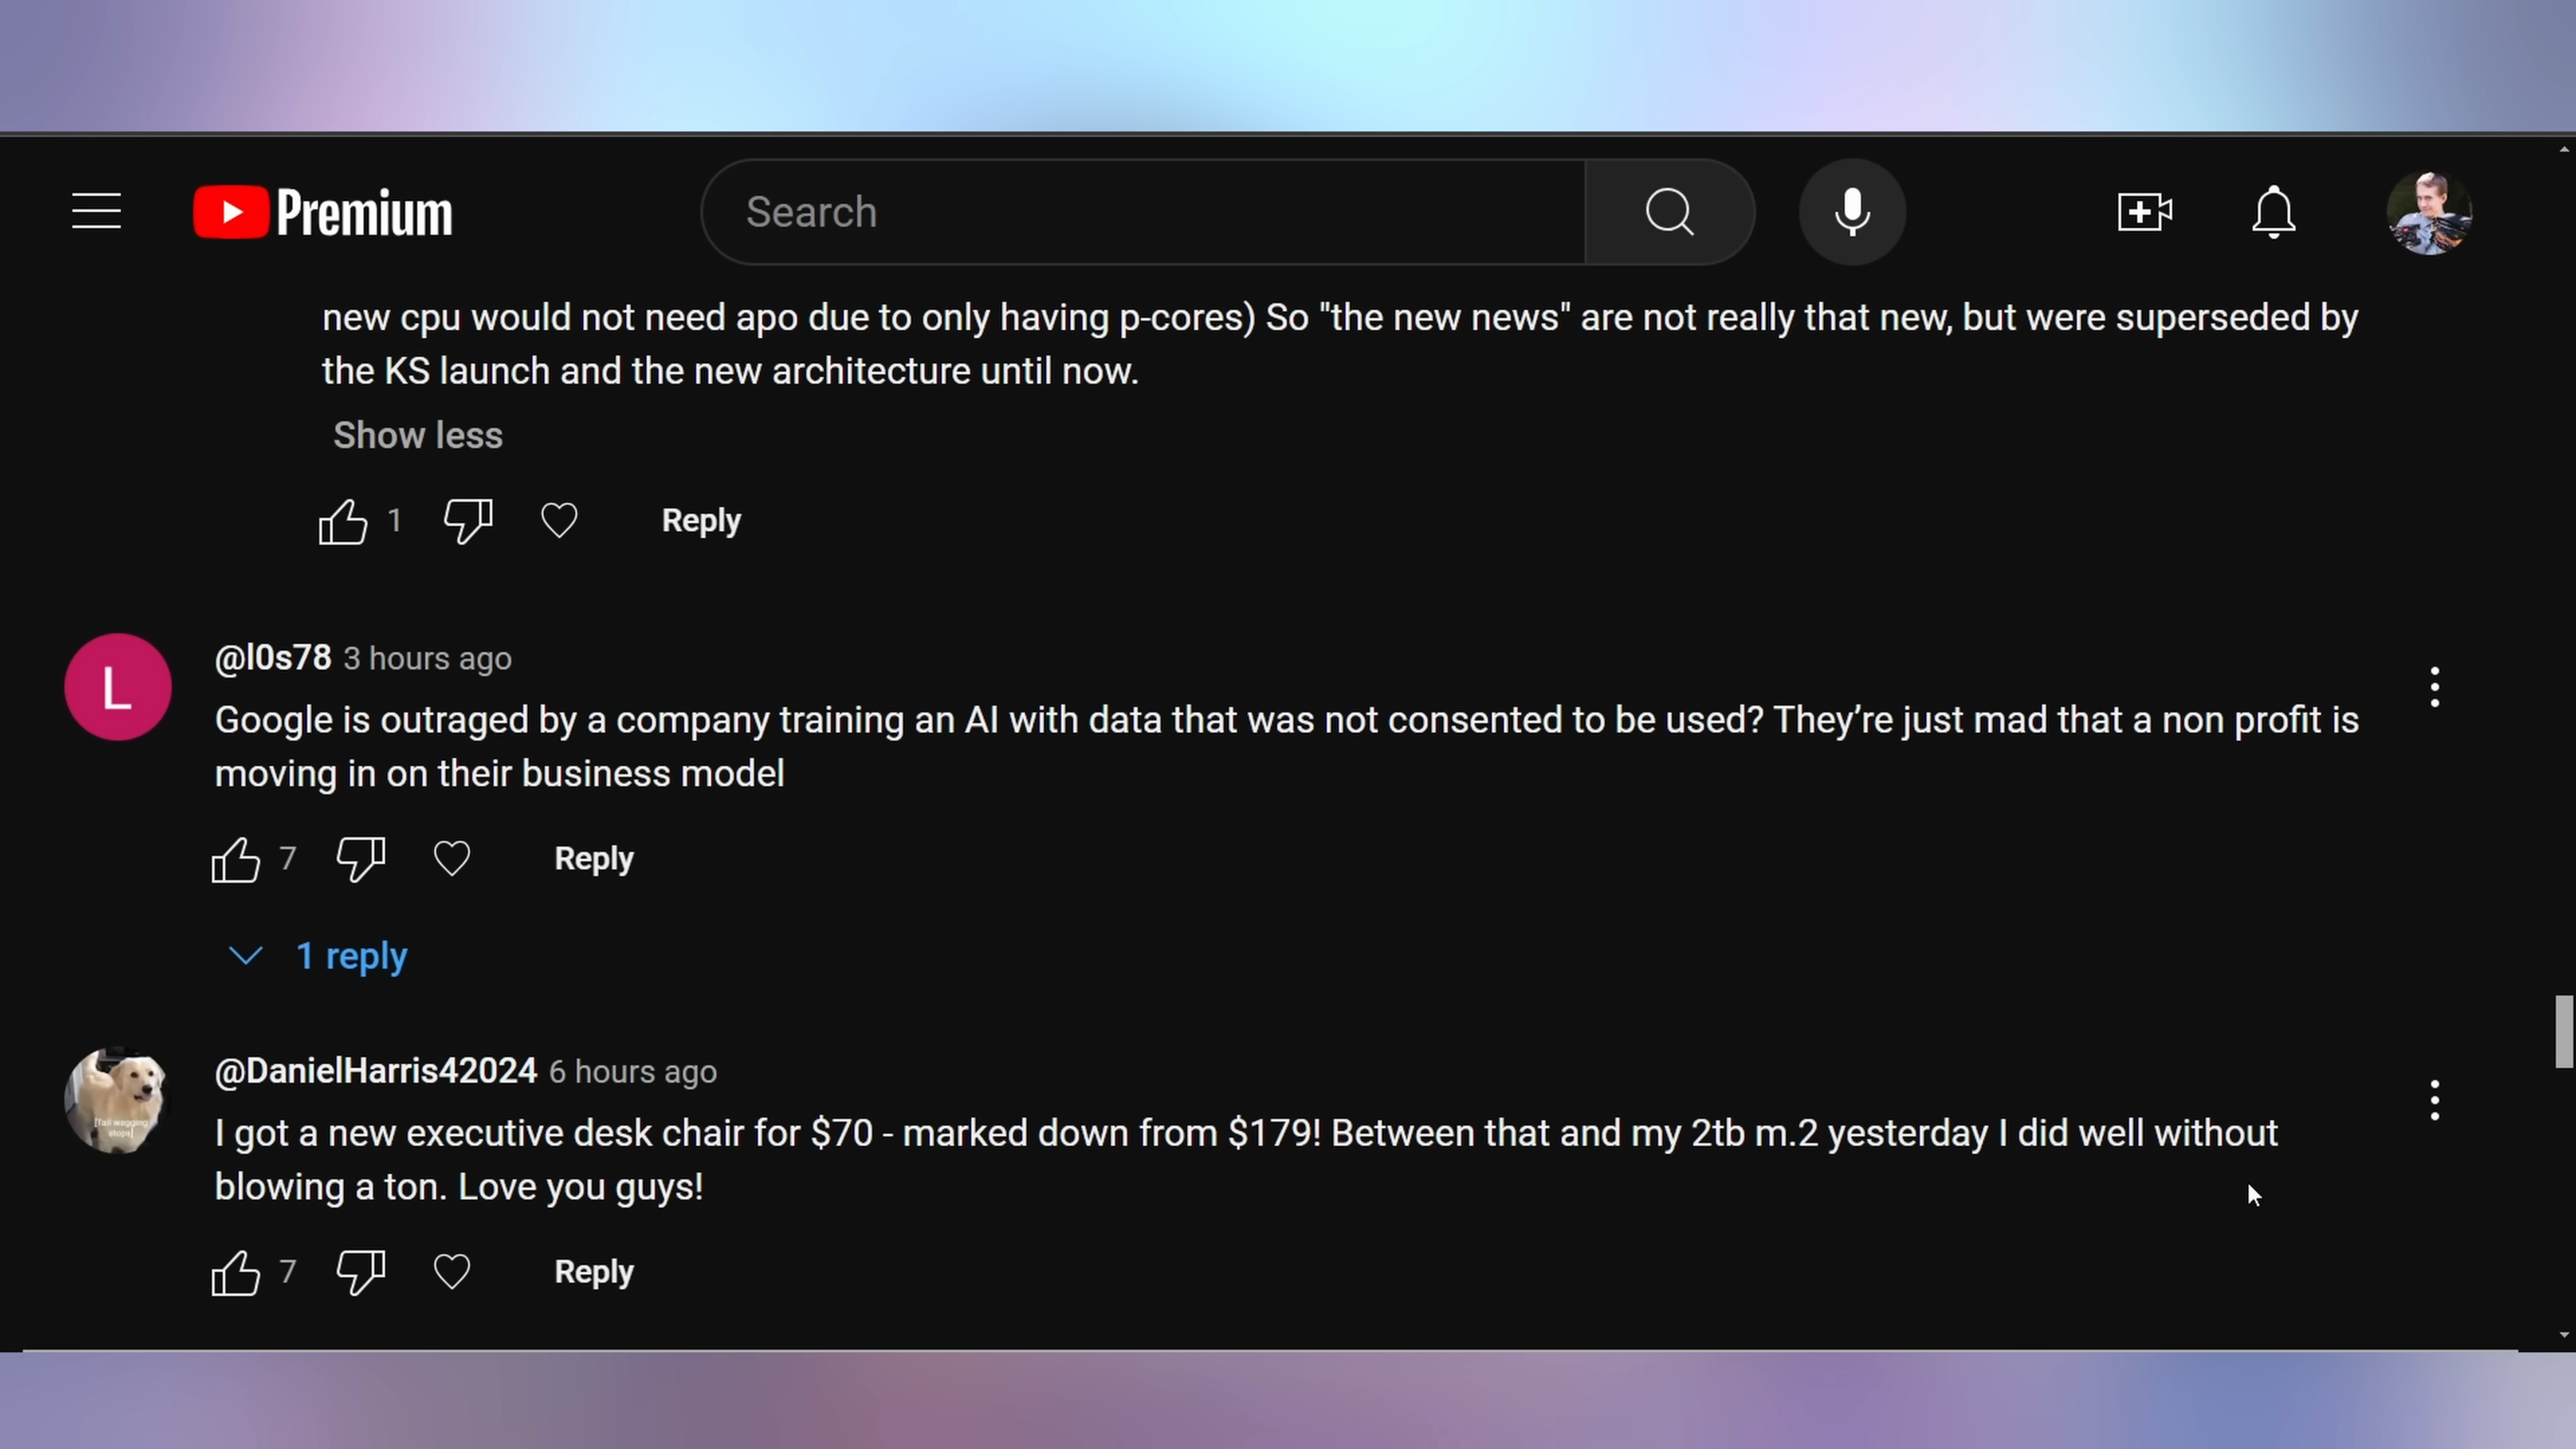 Premium
Search
new cpu would not need apo due to only having p-cores) So "the new news" are not really that new, but were superseded by
the KS launch and the new architecture until now.
Show less
1
Reply
L
@l0s78 3 hours ago
Google is outraged by a company training an AI with data that was not consented to be used? They’re just mad that a non profit is
moving in on their business model
7
Reply
1 reply
@DanielHarris42024 6 hours ago
[Tail wagging
stops]
I got a new executive desk chair for $70 - marked down from $179! Between that and my 2tb m.2 yesterday I did well without
blowing a ton. Love you guys!
7
Reply